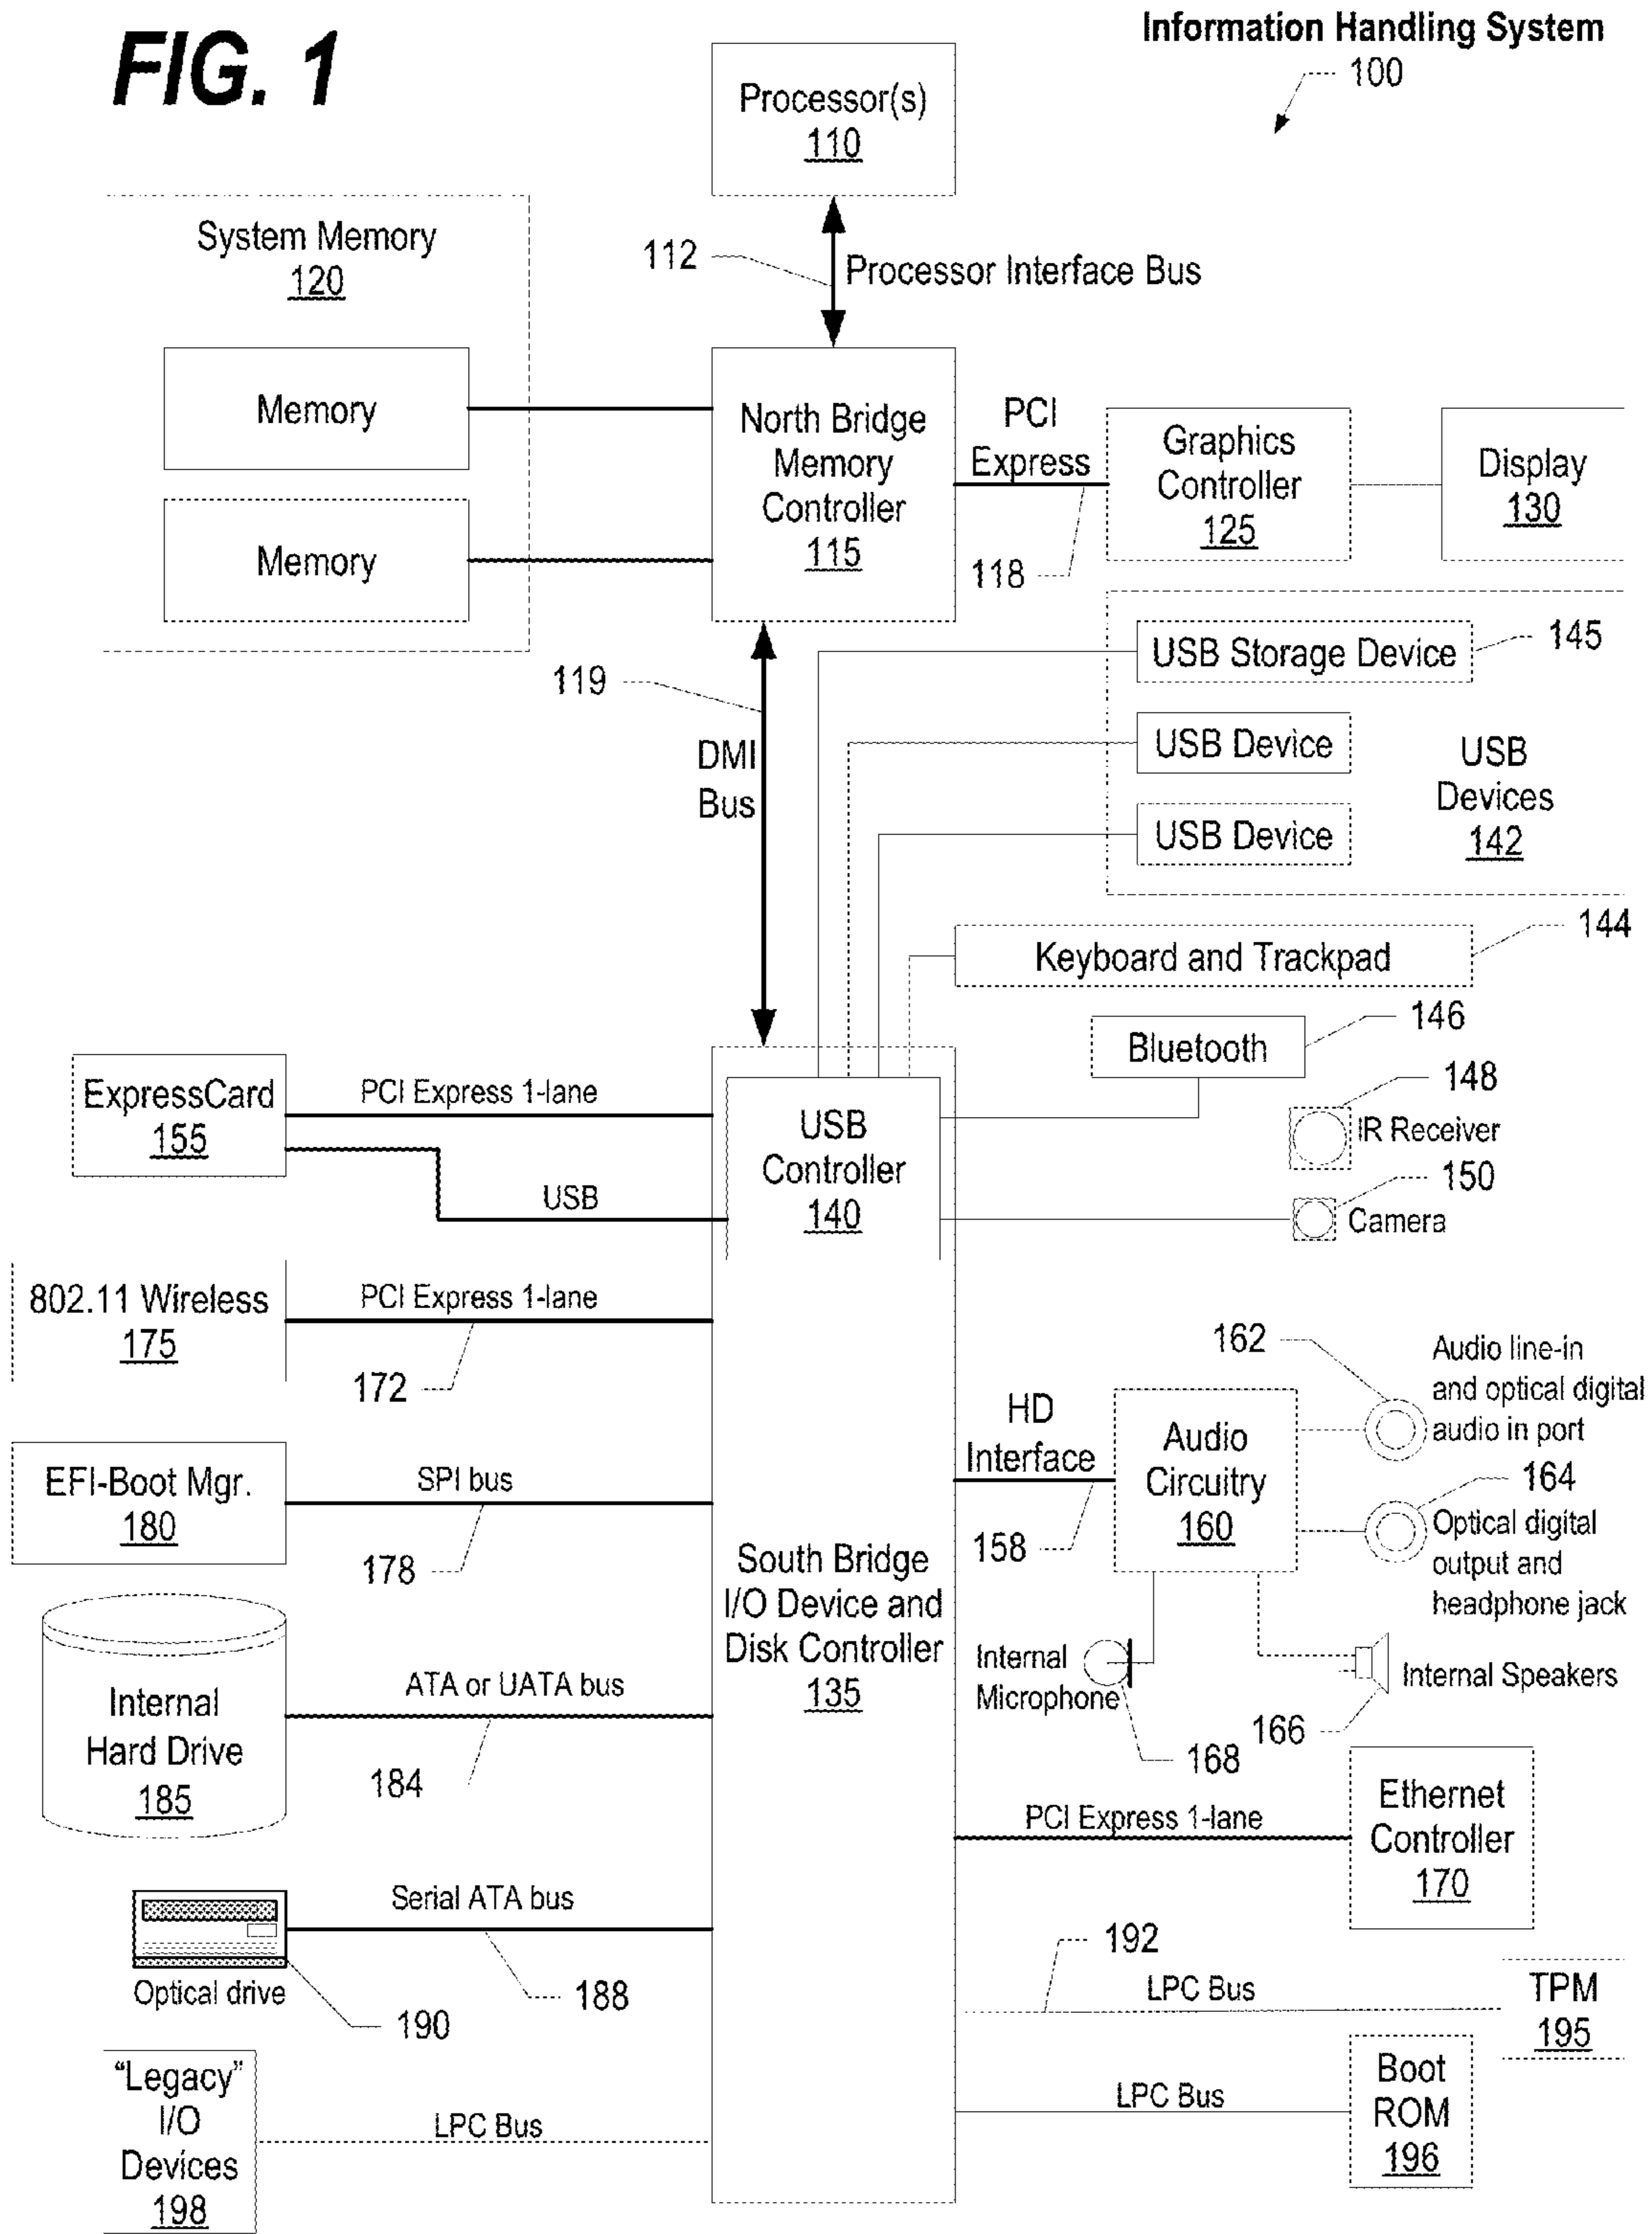 FIG. 1
Information Handling System
100
Processor(s)
110
System Memory
120
112
Processor Interface Bus
Memory
Memory
North Bridge
Memory
Controller
115
PCI
Express
118
Graphics
Controller
125
Display
130
119
DMI
Bus
USB Storage Device
145
USB Device
USB Device
USB
Devices
142
Keyboard and Trackpad
144
Bluetooth
146
148
IR Receiver
150
Camera
ExpressCard
155
PCI Express 1-lane
USB
USB
Controller
140
802.11 Wireless
175
PCI Express 1-lane
172
162
Audio line-in
and optical digital
audio in port
HD
Interface
158
Audio
Circuitry
160
164
Optical digital
output and
headphone jack
EFI-Boot Mgr.
180
SPI bus
178
South Bridge
I/O Device and
Disk Controller
135
Internal
Microphone
168
Internal Speakers
166
Internal
Hard Drive
185
ATA or UATA bus
184
PCI Express 1-lane
Ethernet
Controller
170
Serial ATA bus
188
Optical drive
190
192
LPC Bus
TPM
195
"Legacy"
I/O
Devices
198
LPC Bus
LPC Bus
Boot
ROM
196